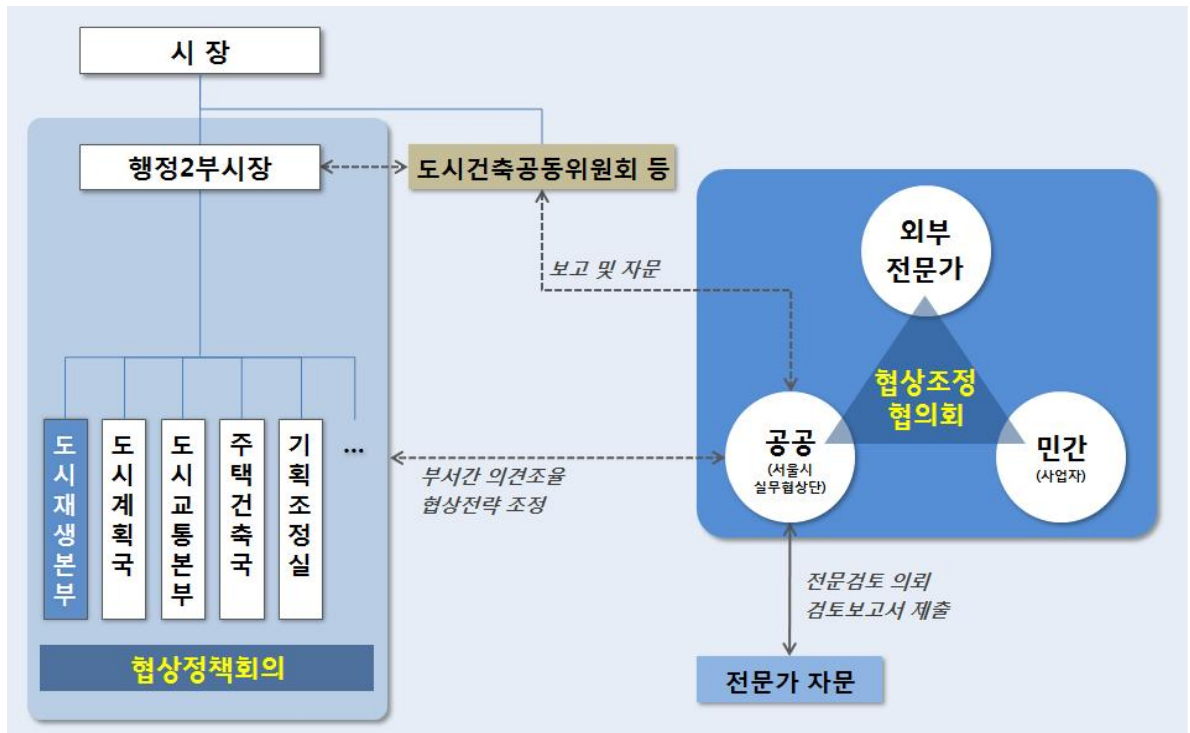 시 장
행정2부시장
도시건축공동위원회 등
보고 및 자문
외부
전문가
협상조정
협의회
공공
(서울시
실무협상단)
민간
(사업자)
도시재생본부
도시계획국
도시교통본부
주택건축국
기획조정실
...
부서간 의견조율
협상전략 조정
협상정책회의
전문검토 의뢰
검토보고서 제출
전문가 자문